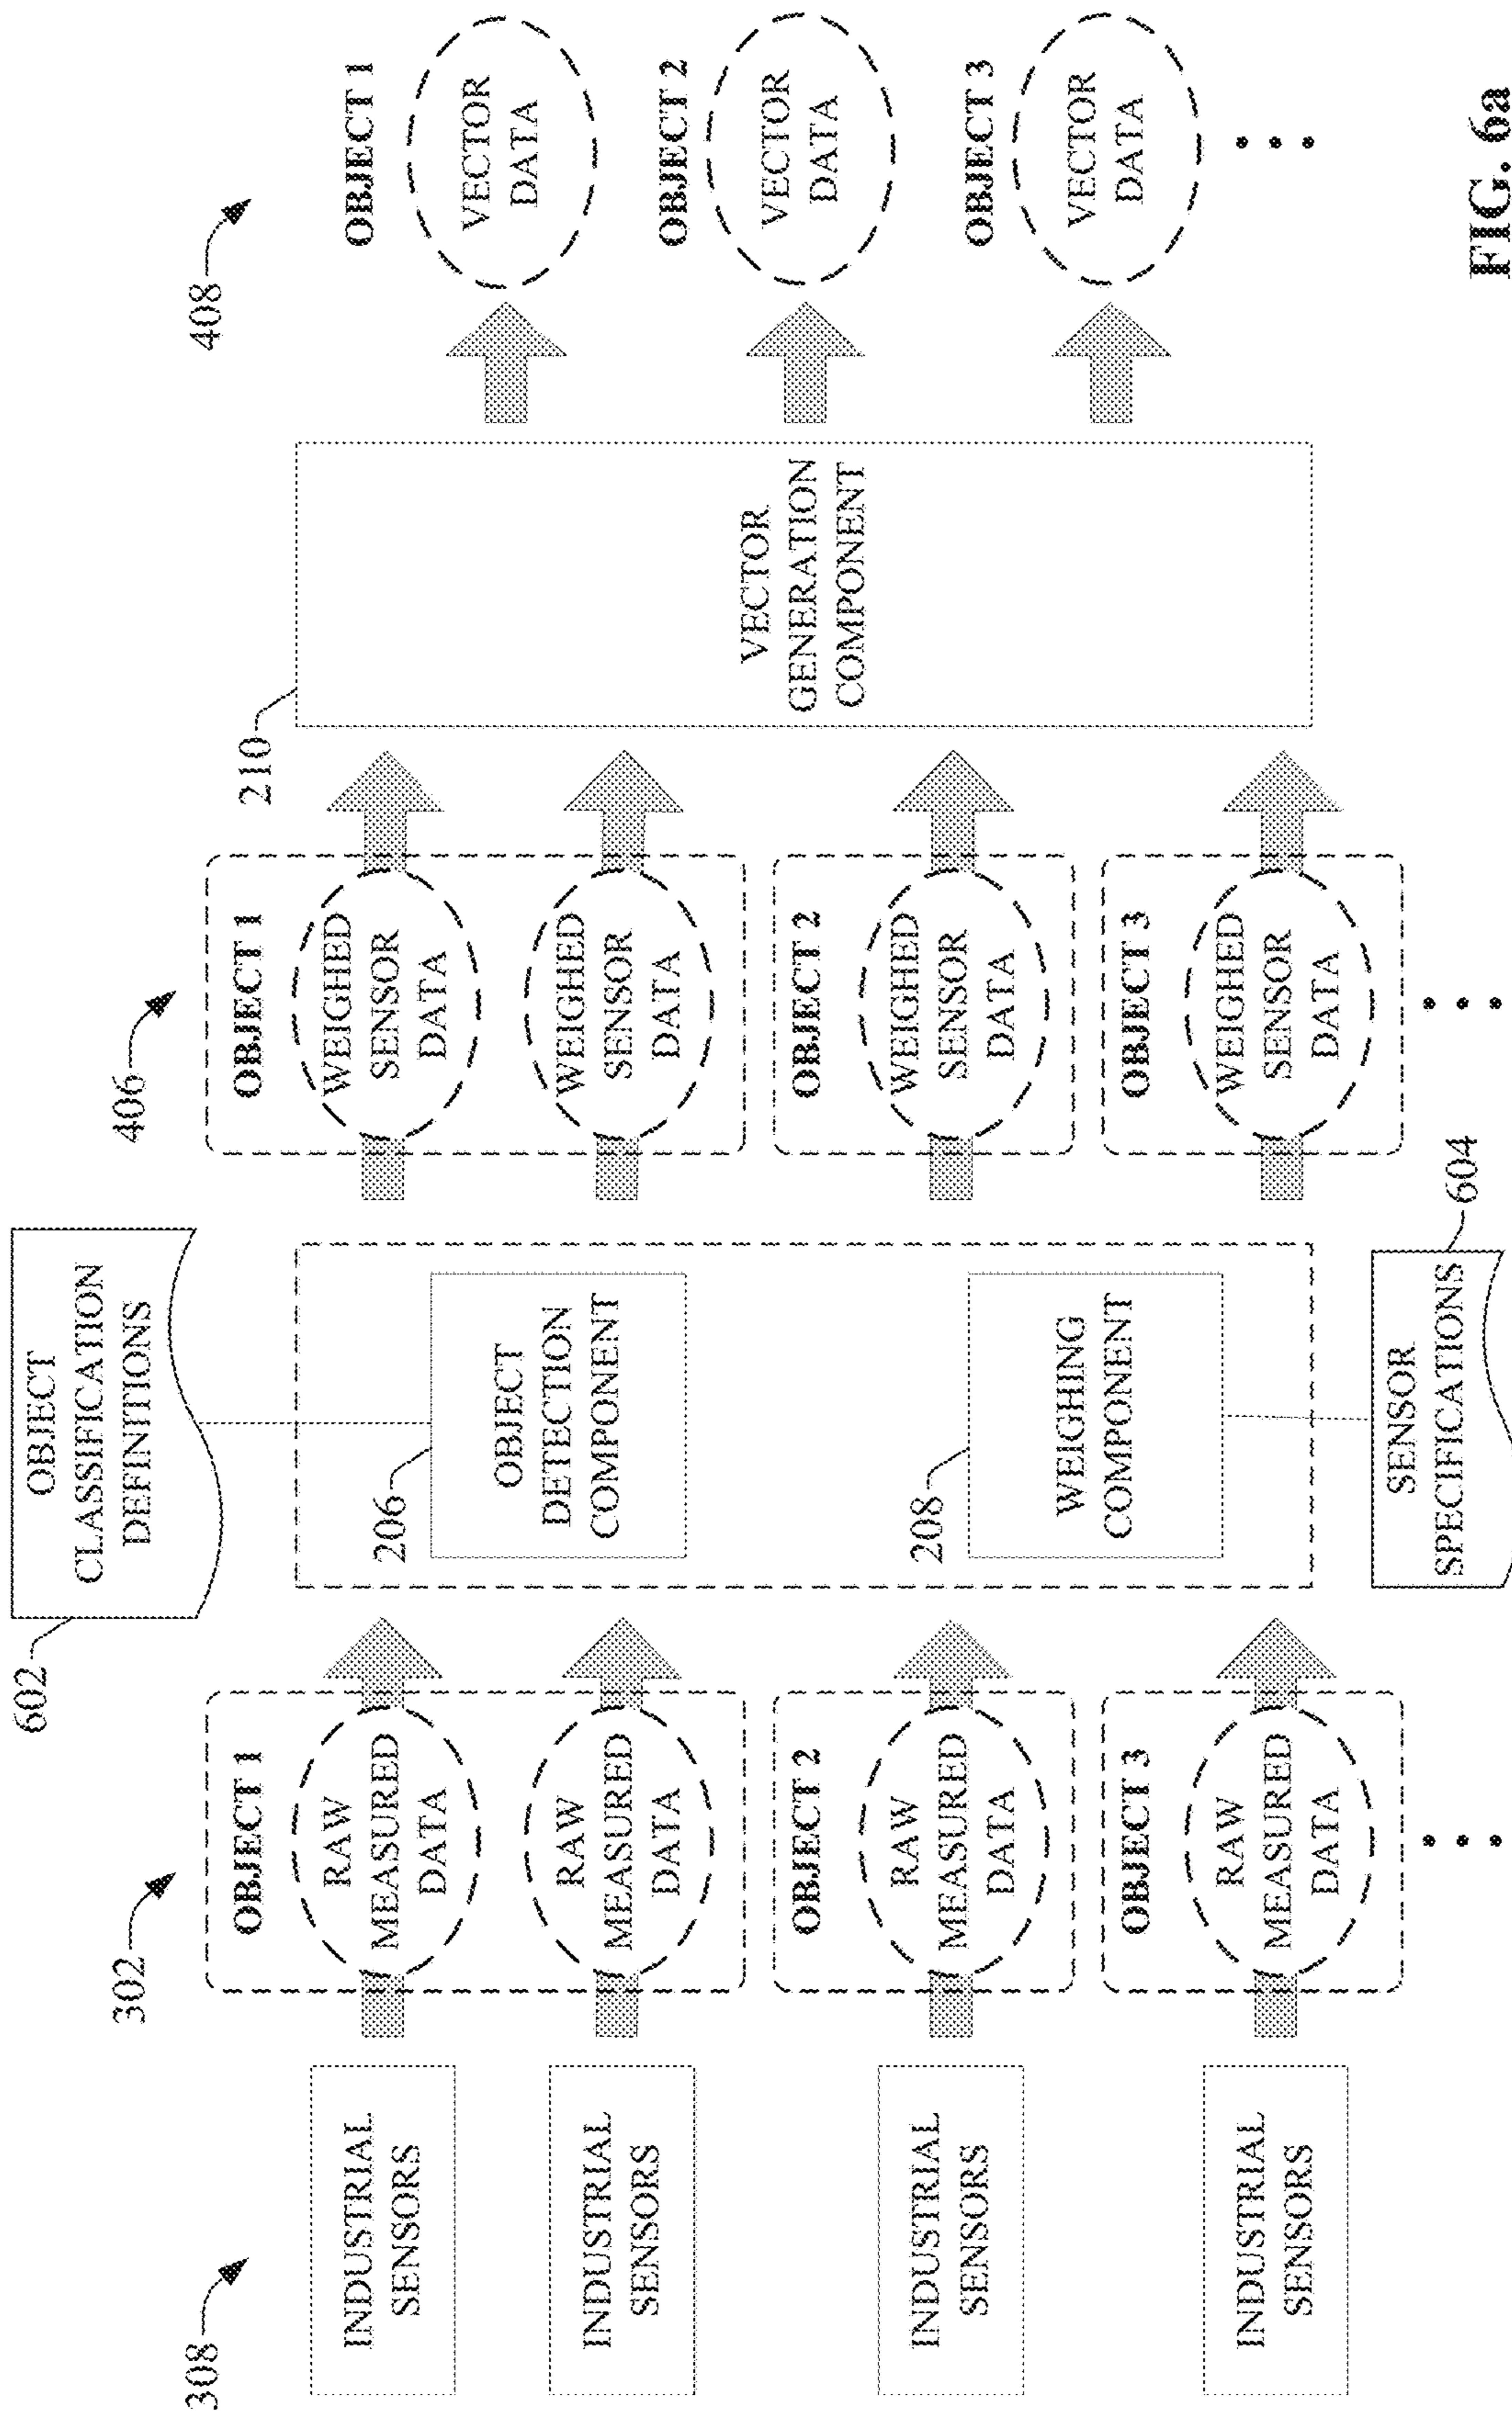 308
INDUSTRIAL
SENSORS
INDUSTRIAL
SENSORS
INDUSTRIAL
SENSORS
INDUSTRIAL
SENSORS
302
OBJECT 1
RAW
MEASURED
DATA
RAW
MEASURED
DATA
OBJECT 2
RAW
MEASURED
DATA
OBJECT 3
RAW
MEASURED
DATA
602
OBJECT
CLASSIFICATION
DEFINITIONS
206
OBJECT
DETECTION
COMPONENT
208
WEIGHING
COMPONENT
SENSOR
SPECIFICATIONS
604
406
OBJECT 1
WEIGHED
SENSOR
DATA
WEIGHED
SENSOR
DATA
OBJECT 2
WEIGHED
SENSOR
DATA
OBJECT 3
WEIGHED
SENSOR
DATA
210
VECTOR
GENERATION
COMPONENT
408
OBJECT 1
VECTOR
DATA
OBJECT 2
VECTOR
DATA
OBJECT 3
VECTOR
DATA
FIG. 6a